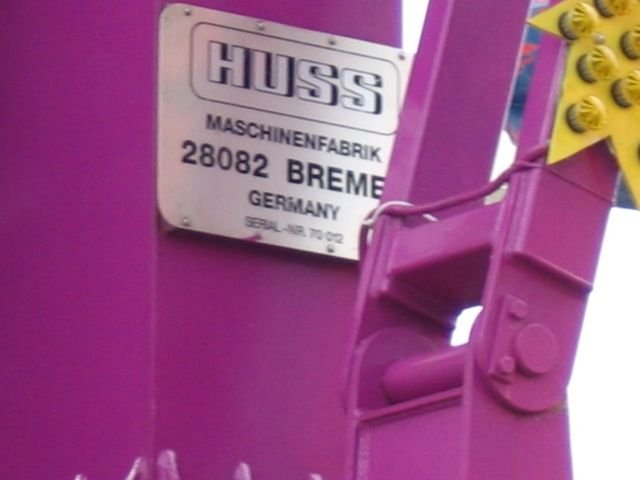 HUSS
MASCHINENFABRIK
28082 BREME
GERMANY
SERIAL.-NR. 70 012